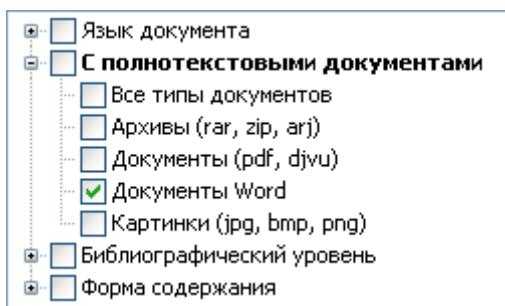 Язык документа
С полнотекстовыми документами
Все типы документов
Архивы (rar, zip, arj)
Документы (pdf, djvu)
Документы Word
Картинки (jpg, bmp, png)
Библиографический уровень
Форма содержания